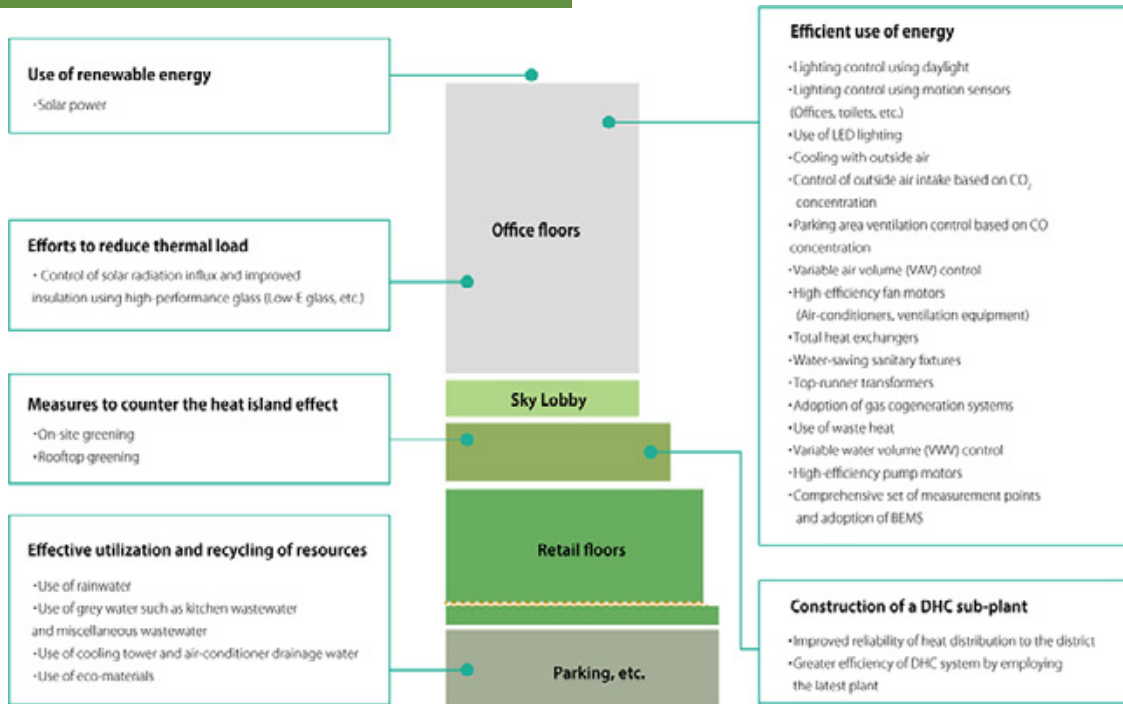 Use of renewable energy
・Solar power
Efforts to reduce thermal load
・Control of solar radiation influx and improved
insulation using high-performance glass (Low-E glass, etc.)
Measures to counter the heat island effect
・On-site greening
・Rooftop greening
Effective utilization and recycling of resources
・Use of rainwater
・Use of grey water such as kitchen wastewater
and miscellaneous wastewater
・Use of cooling tower and air-conditioner drainage water
・Use of eco-materials
Office floors
Sky Lobby
Retail floors
Parking, etc.
Efficient use of energy
・Lighting control using daylight
・Lighting control using motion sensors
(Offices, toilets, etc.)
・Use of LED lighting
・Cooling with outside air
・Control of outside air intake based on CO₂
concentration
・Parking area ventilation control based on CO
concentration
・Variable air volume (VAV) control
・High-efficiency fan motors
(Air-conditioners, ventilation equipment)
・Total heat exchangers
・Water-saving sanitary fixtures
・Top-runner transformers
・Adoption of gas cogeneration systems
・Use of waste heat
・Variable water volume (VWV) control
・High-efficiency pump motors
・Comprehensive set of measurement points
and adoption of BEMS
Construction of a DHC sub-plant
・Improved reliability of heat distribution to the district
・Greater efficiency of DHC system by employing
the latest plant